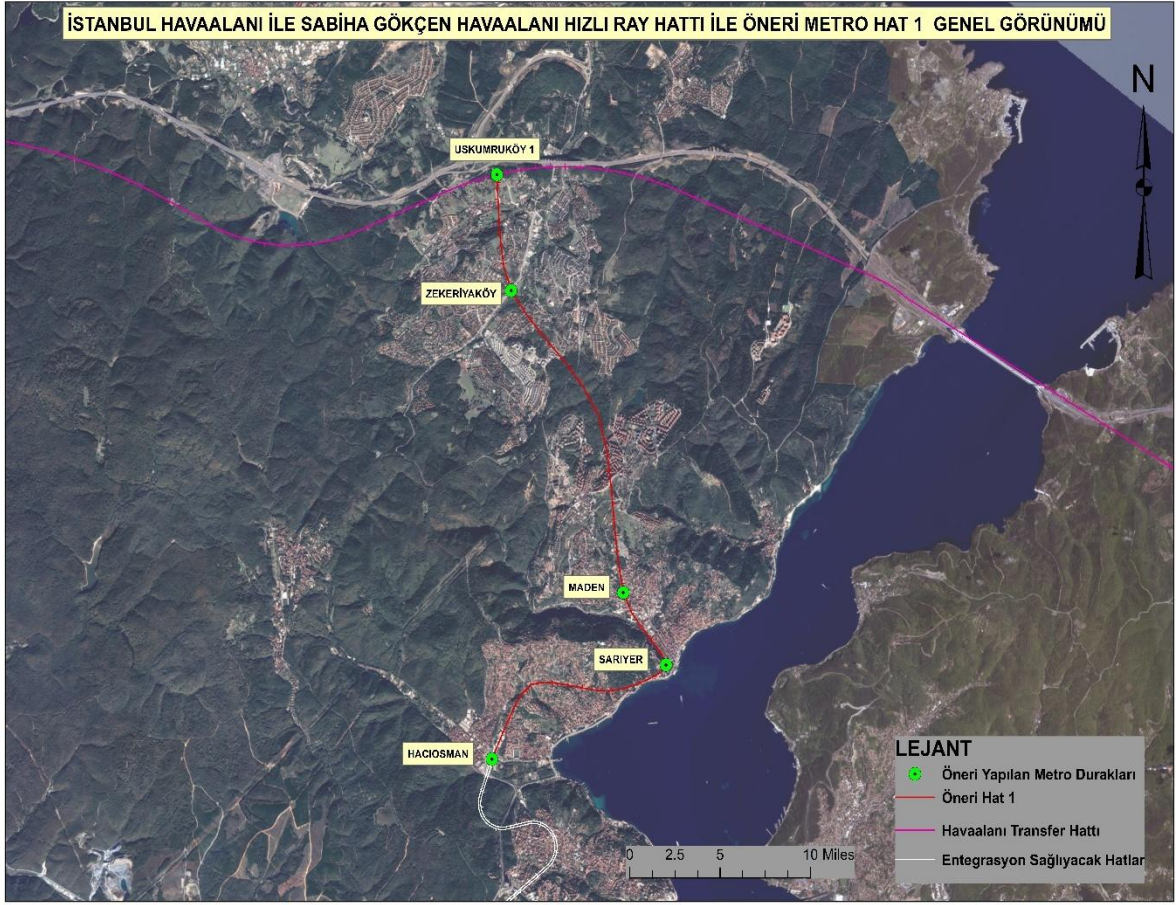 İSTANBUL HAVAALANI İLE SABİHA GÖKÇEN HAVAALANI HIZLI RAY HATTI İLE ÖNERİ METRO HAT 1 GENEL GÖRÜNÜMÜ
N
USKUMRUKÖY 1
ZEKERİYAKÖY
MADEN
SARIYER
HACIOSMAN
LEJANT
Öneri Yapılan Metro Durakları
Öneri Hat 1
Havaalanı Transfer Hattı
Entegrasyon Sağlıyacak Hatlar
0 2.5 5 10 Miles